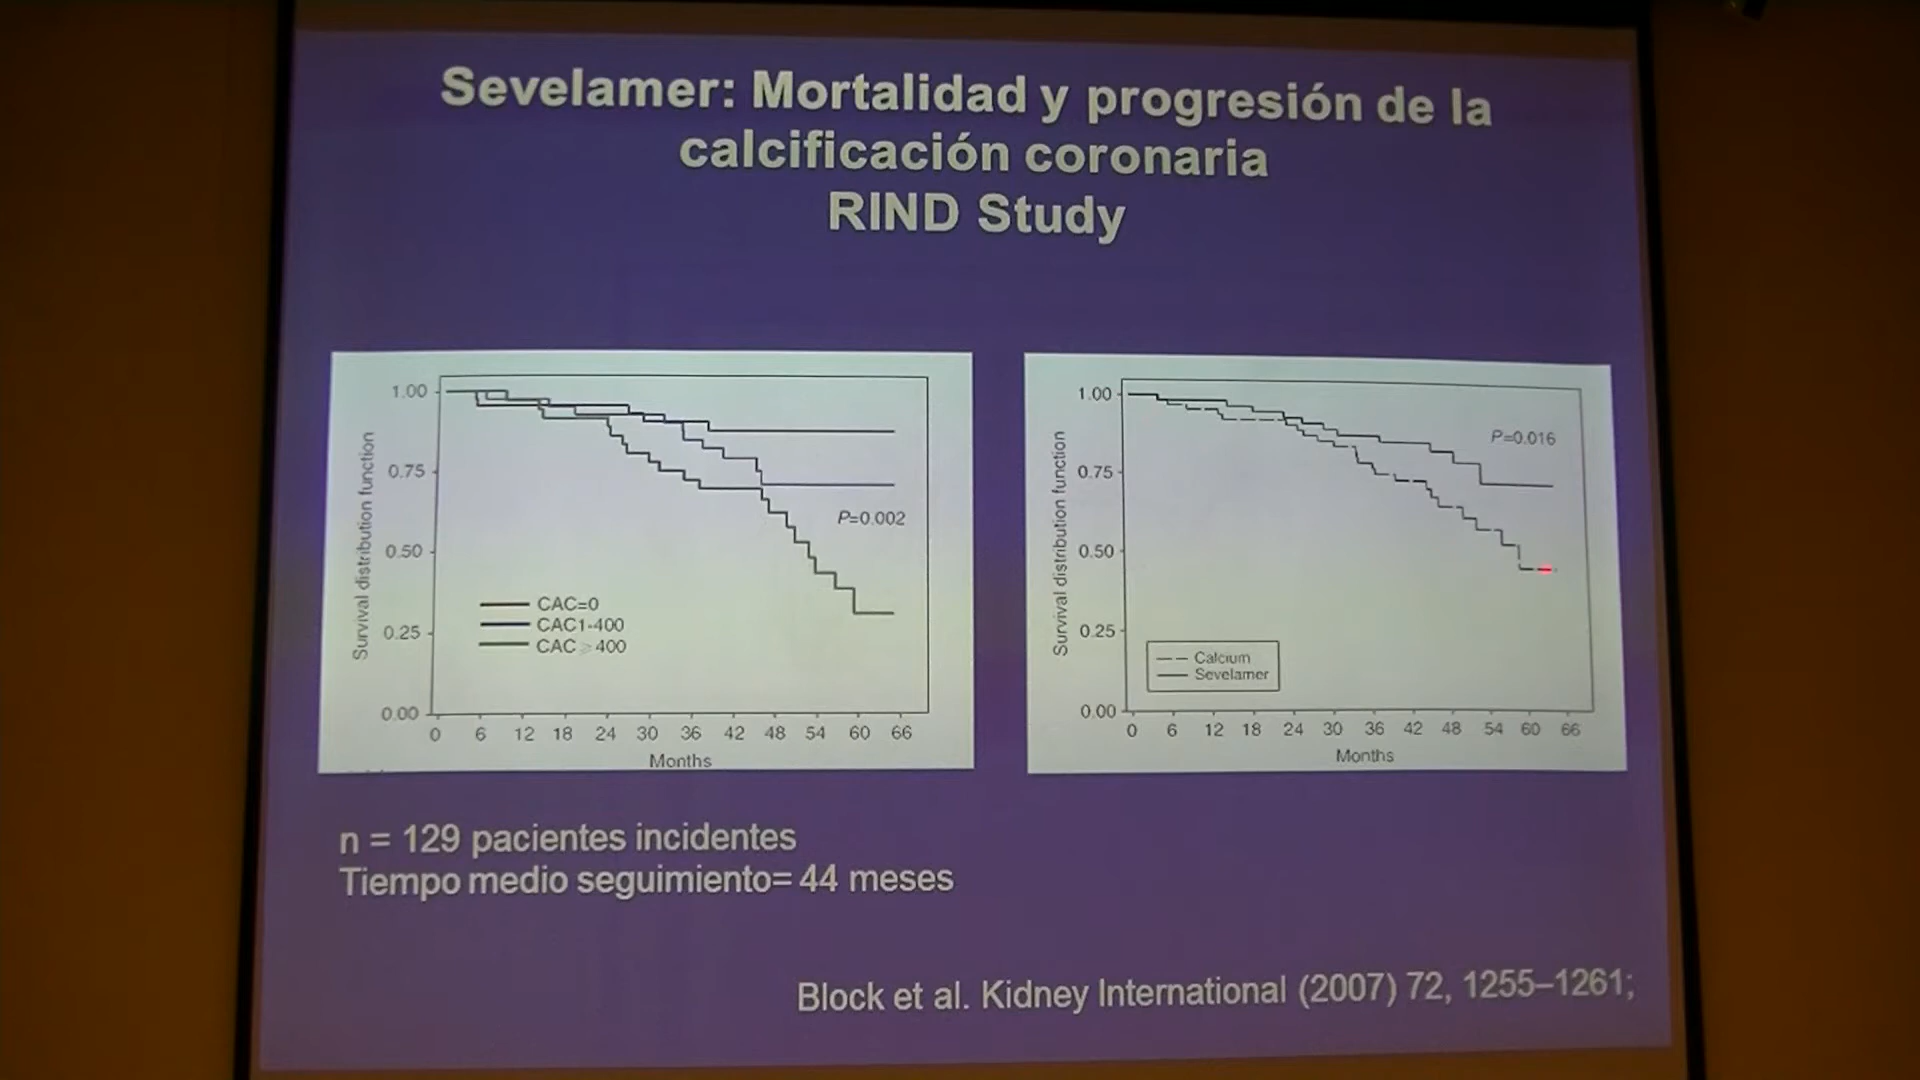 Sevelamer: Mortalidad y progresión de la
calcificación coronaria
RIND Study
Survival distribution function
1.00
0.75
0.50
0.25
0.00
P=0.002
CAC=0
CAC1-400
CAC ⩾400
0 6 12 18 24 30 36 42 48 54 60 66
Months
Survival distribution function
1.00
0.75
0.50
0.25
0.00
P=0.016
Calcium
Sevelamer
0 6 12 18 24 30 36 42 48 54 60 66
Months
n = 129 pacientes incidentes
Tiempo medio seguimiento= 44 meses
Block et al. Kidney International (2007) 72, 1255–1261;